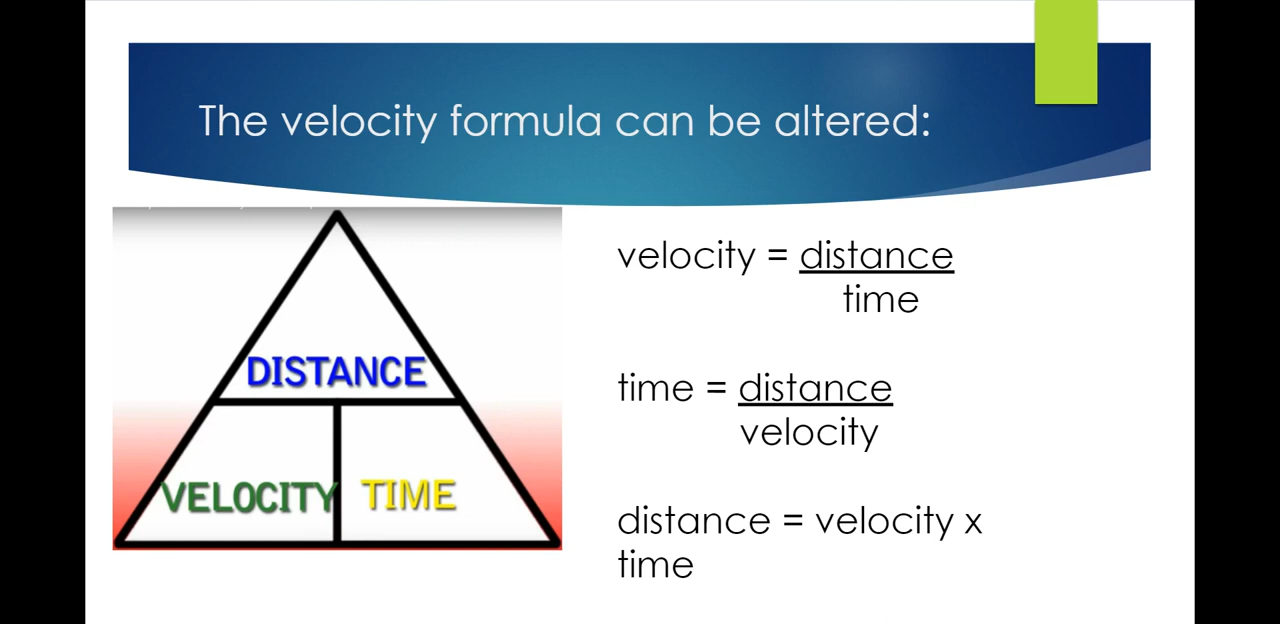 The velocity formula can be altered:
DISTANCE
VELOCITY TIME
velocity = distance
time
time = distance
velocity
distance = velocity x
time